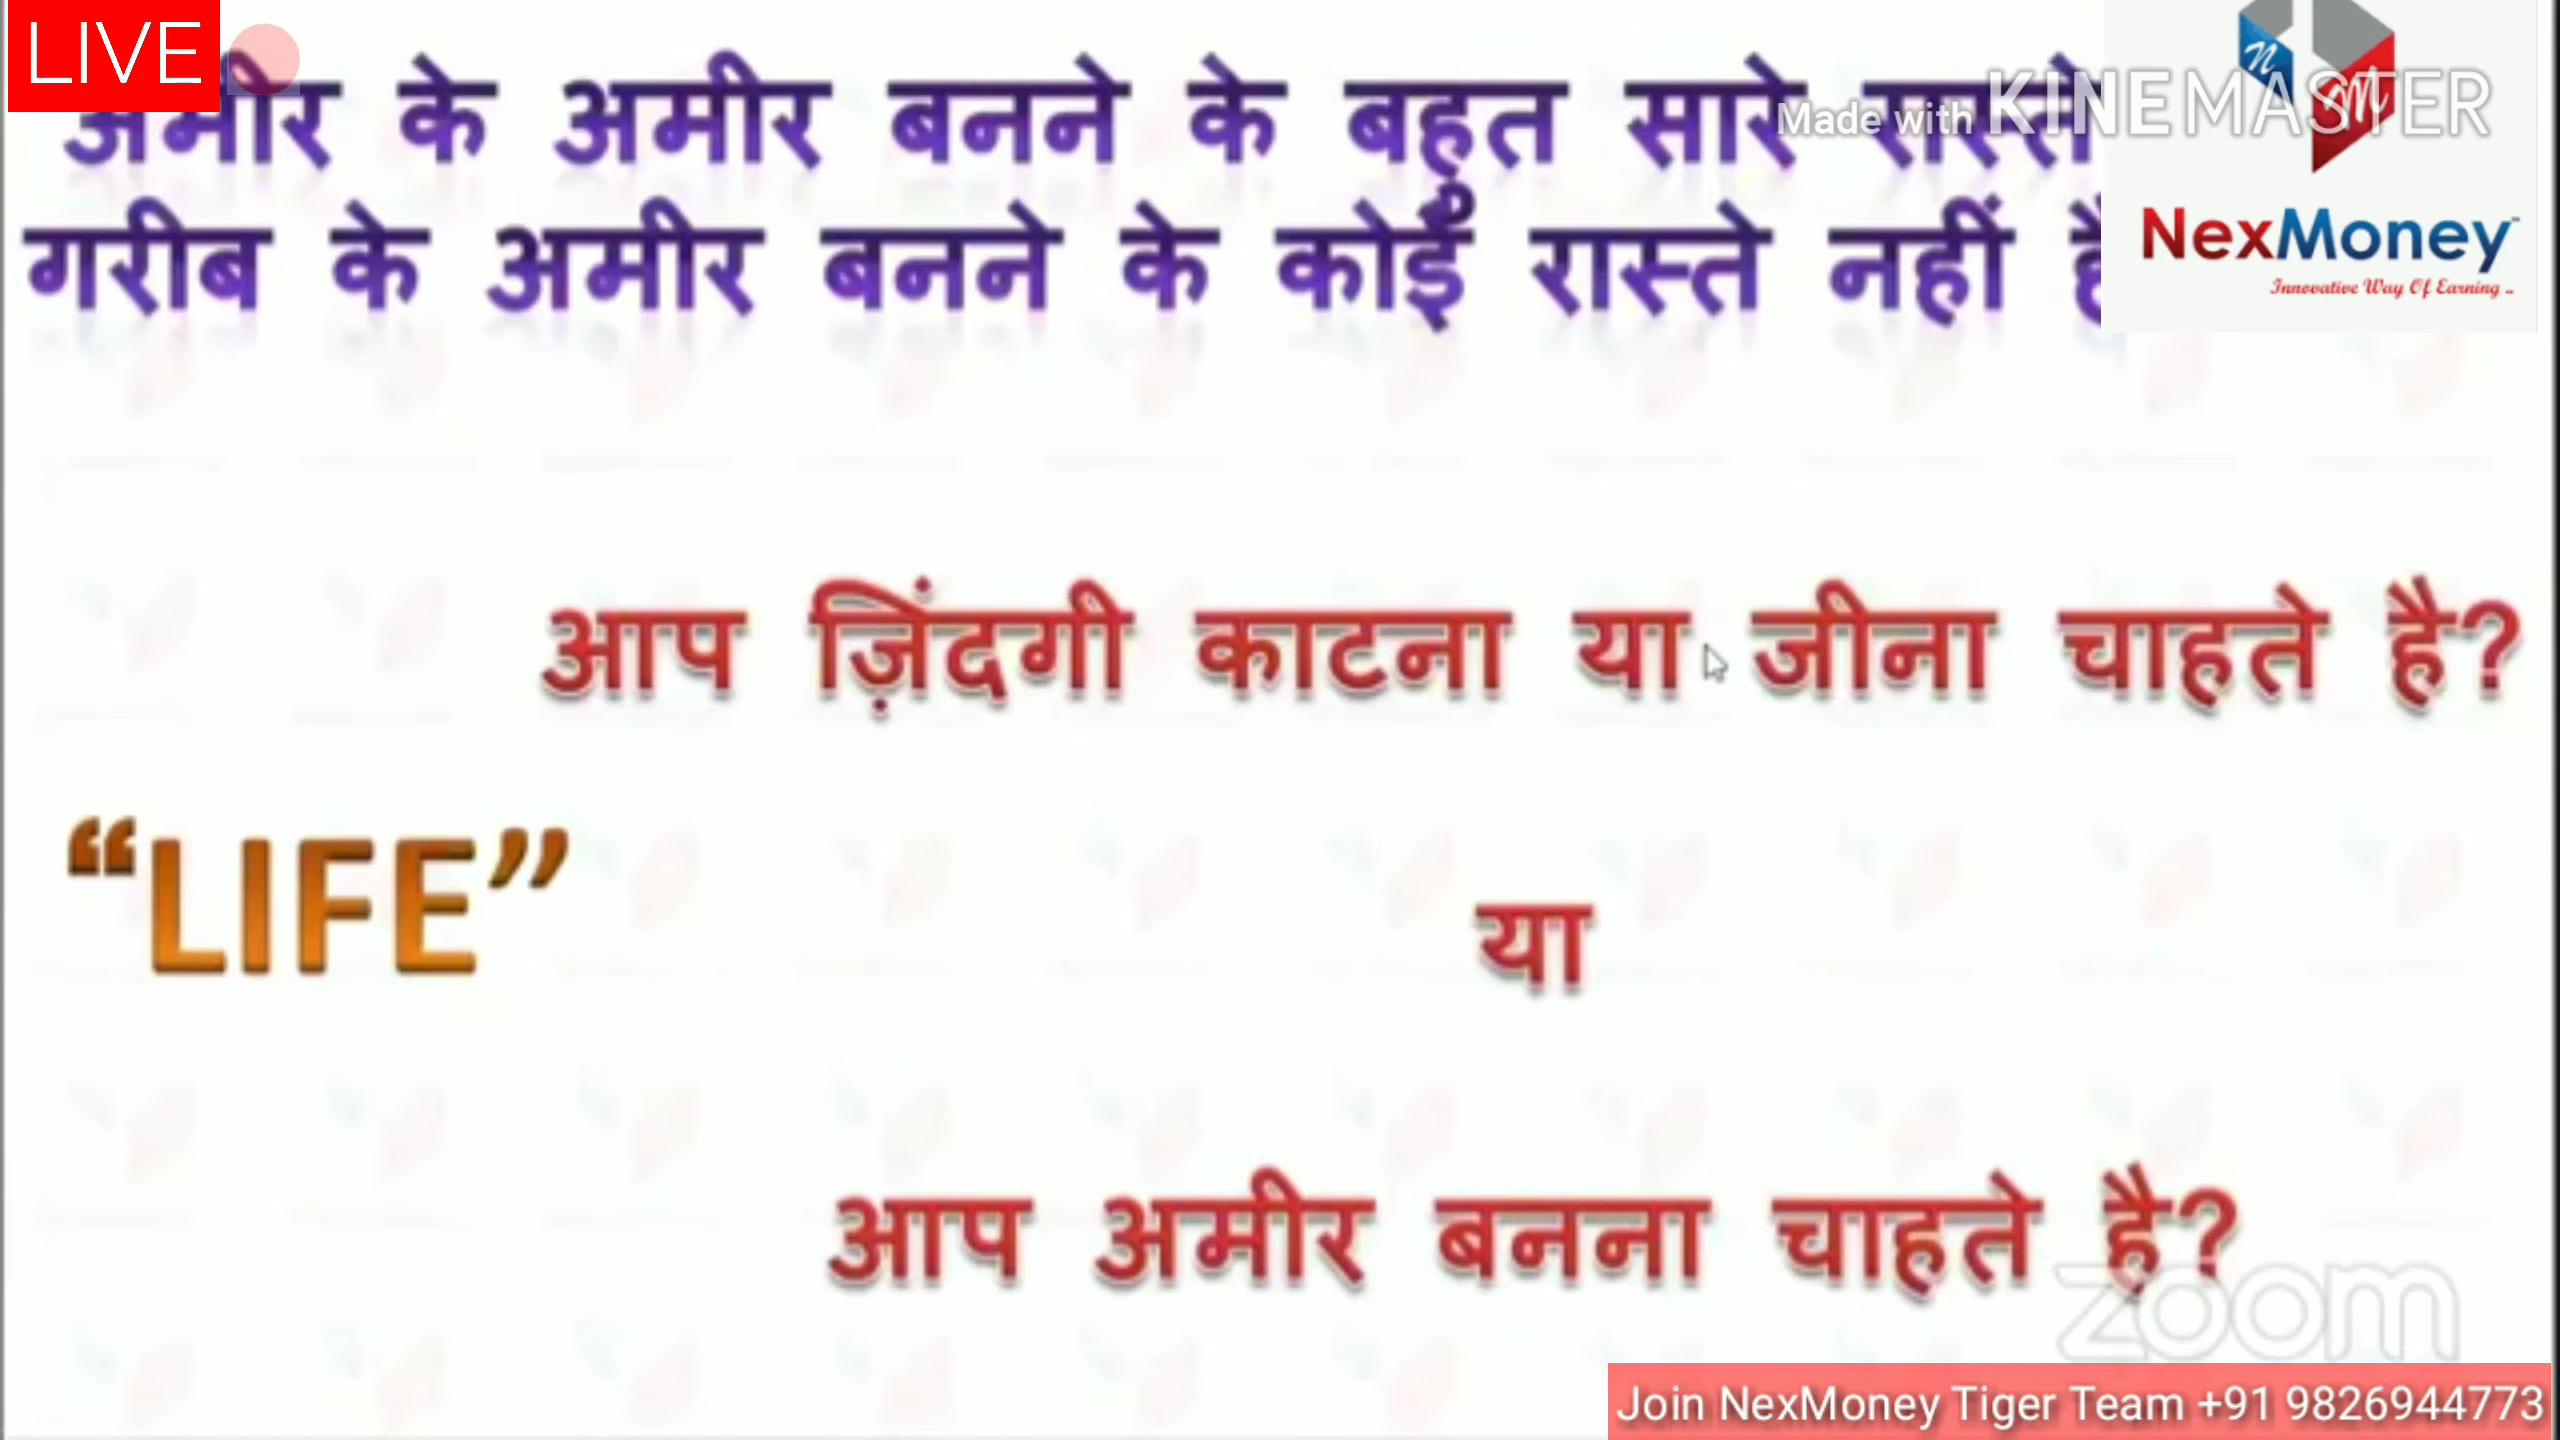 LIVE
अमीर के अमीर बनने के बहुत सारे रास्ते
Made with KINEMASTER
गरीब के अमीर बनने के कोई रास्ते नहीं
NexMoney
Innovative Way Of Earning ..
आप ज़िंदगी काटना या जीना चाहते है?
“LIFE”
या
आप अमीर बनना चाहते है?
zoom
Join NexMoney Tiger Team +91 9826944773